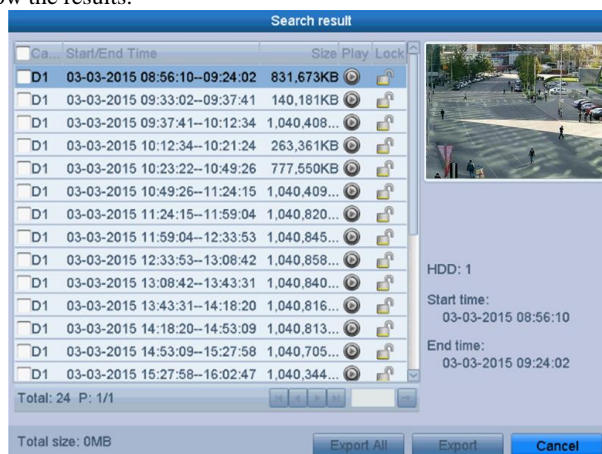 ow the results.
Search result
Ca... Start/End Time Size Play Lock
D1 03-03-2015 08:56:10--09:24:02 831,673KB
D1 03-03-2015 09:33:02--09:37:41 140,181KB
D1 03-03-2015 09:37:41--10:12:34 1,040,408...
D1 03-03-2015 10:12:34--10:21:24 263,361KB
D1 03-03-2015 10:23:22--10:49:26 777,550KB
D1 03-03-2015 10:49:26--11:24:15 1,040,409...
D1 03-03-2015 11:24:15--11:59:04 1,040,820...
D1 03-03-2015 11:59:04--12:33:53 1,040,845...
D1 03-03-2015 12:33:53--13:08:42 1,040,858...
D1 03-03-2015 13:08:42--13:43:31 1,040,840...
D1 03-03-2015 13:43:31--14:18:20 1,040,816...
D1 03-03-2015 14:18:20--14:53:09 1,040,813...
D1 03-03-2015 14:53:09--15:27:58 1,040,705...
D1 03-03-2015 15:27:58--16:02:47 1,040,344...
Total: 24 P: 1/1
HDD: 1
Start time:
03-03-2015 08:56:10
End time:
03-03-2015 09:24:02
Total size: 0MB
Export All
Export
Cancel